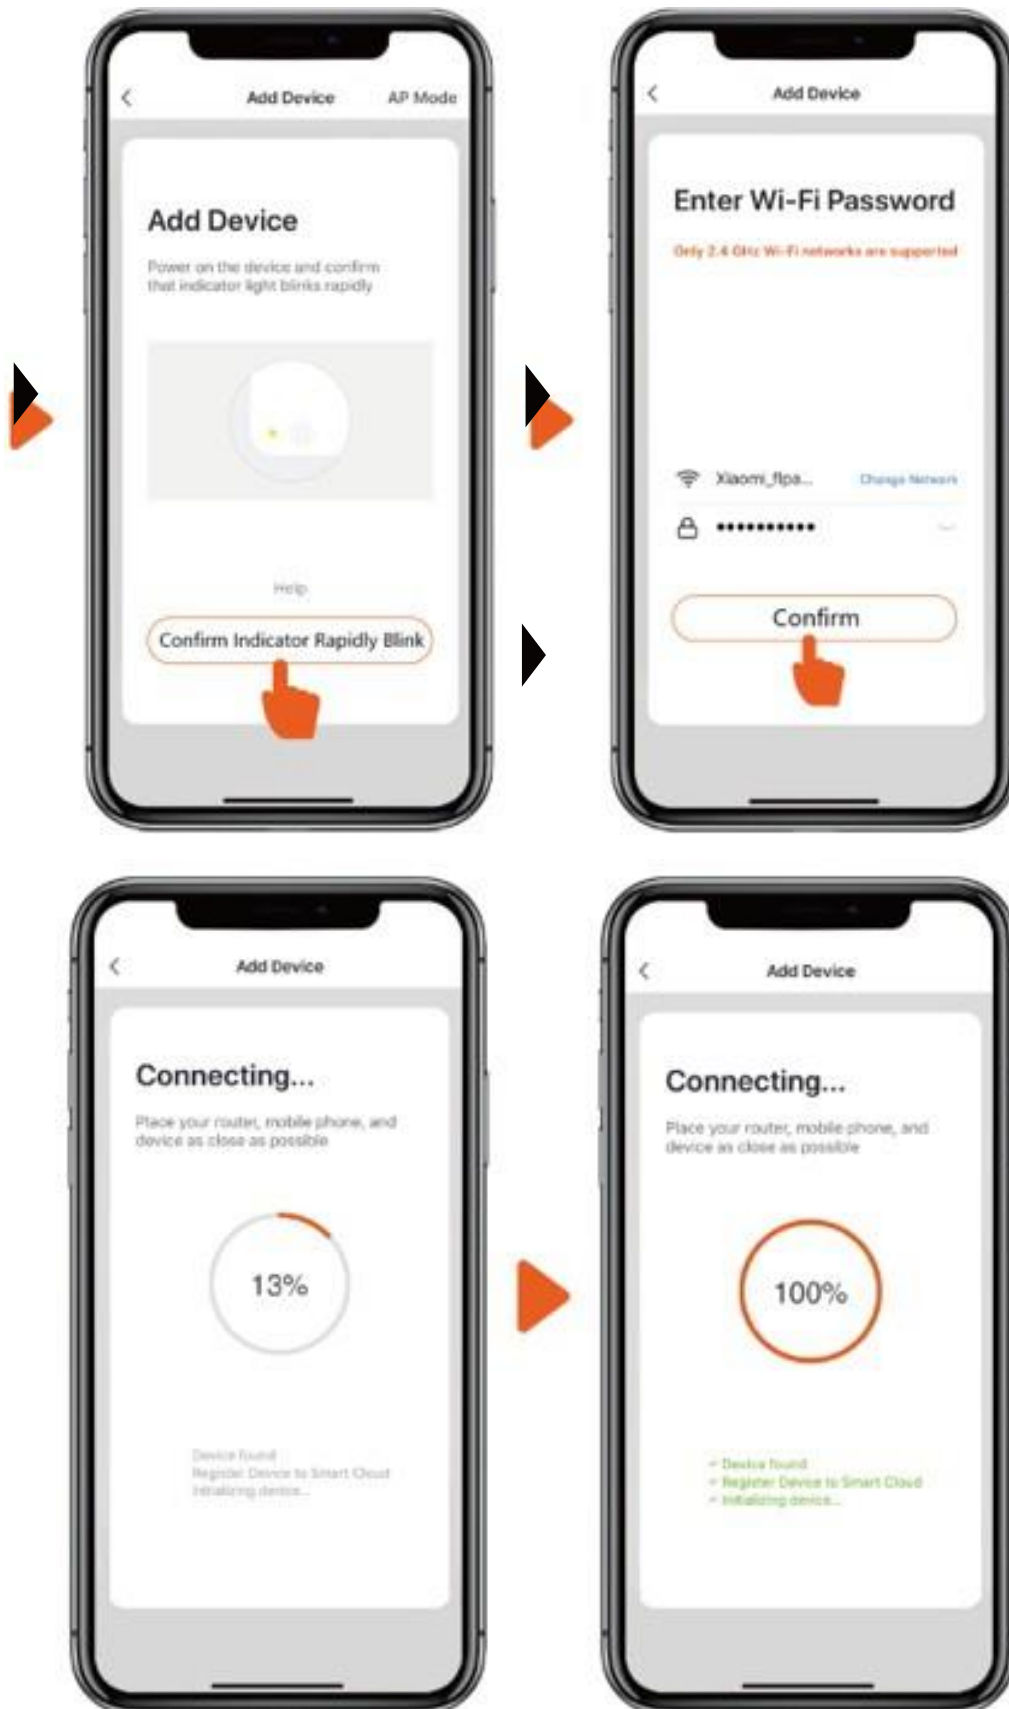 Add Device AP Mode
Add Device
Power on the device and confirm
that indicator light blinks rapidly
Help
Confirm Indicator Rapidly Blink
Add Device
Enter Wi-Fi Password
Only 2.4 GHz Wi-Fi networks are supported
Xiaomi_flpa... Change Network
••••••••••
Confirm
Add Device
Connecting...
Place your router, mobile phone, and
device as close as possible
13%
Device found
Register Device to Smart Cloud
Initializing device...
Add Device
Connecting...
Place your router, mobile phone, and
device as close as possible
100%
Device found
Register Device to Smart Cloud
Initializing device...